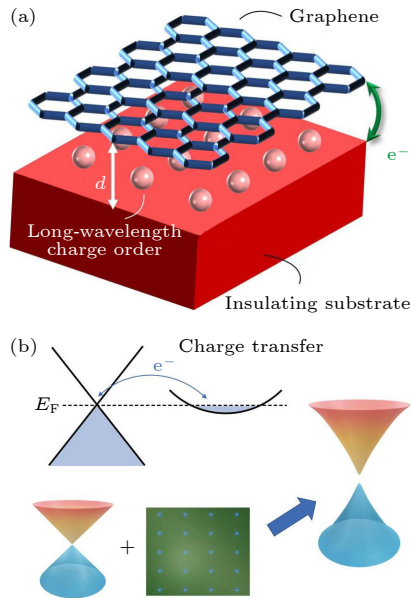 (a)
Graphene
e⁻
d
Long-wavelength
charge order
Insulating substrate
(b)
Charge transfer
e⁻
E_F
+